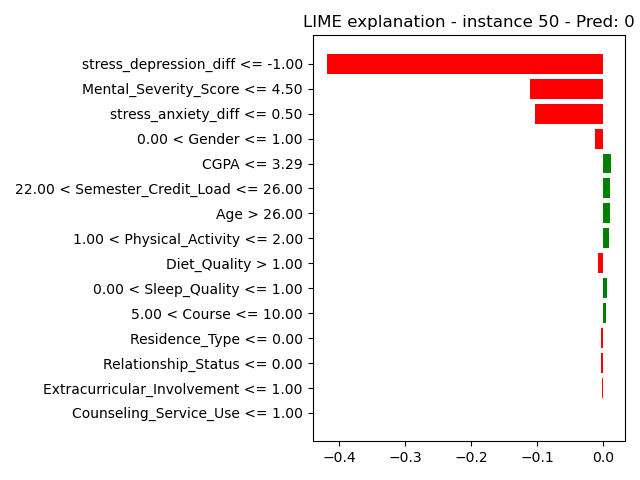 LIME explanation - instance 50 - Pred: 0
stress_depression_diff <= -1.00
Mental_Severity_Score <= 4.50
stress_anxiety_diff <= 0.50
0.00 < Gender <= 1.00
CGPA <= 3.29
22.00 < Semester_Credit_Load <= 26.00
Age > 26.00
1.00 < Physical_Activity <= 2.00
Diet_Quality > 1.00
0.00 < Sleep_Quality <= 1.00
5.00 < Course <= 10.00
Residence_Type <= 0.00
Relationship_Status <= 0.00
Extracurricular_Involvement <= 1.00
Counseling_Service_Use <= 1.00
−0.4 −0.3 −0.2 −0.1 0.0